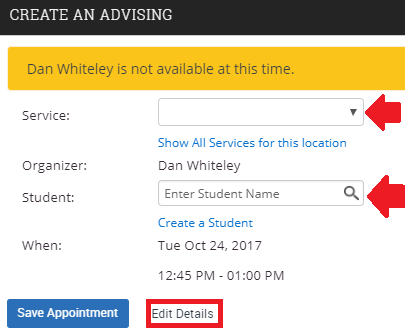 CREATE AN ADVISING
Dan Whiteley is not available at this time.
Service:
Show All Services for this location
Organizer: Dan Whiteley
Student: Enter Student Name
Create a Student
When: Tue Oct 24, 2017
12:45 PM - 01:00 PM
Save Appointment Edit Details